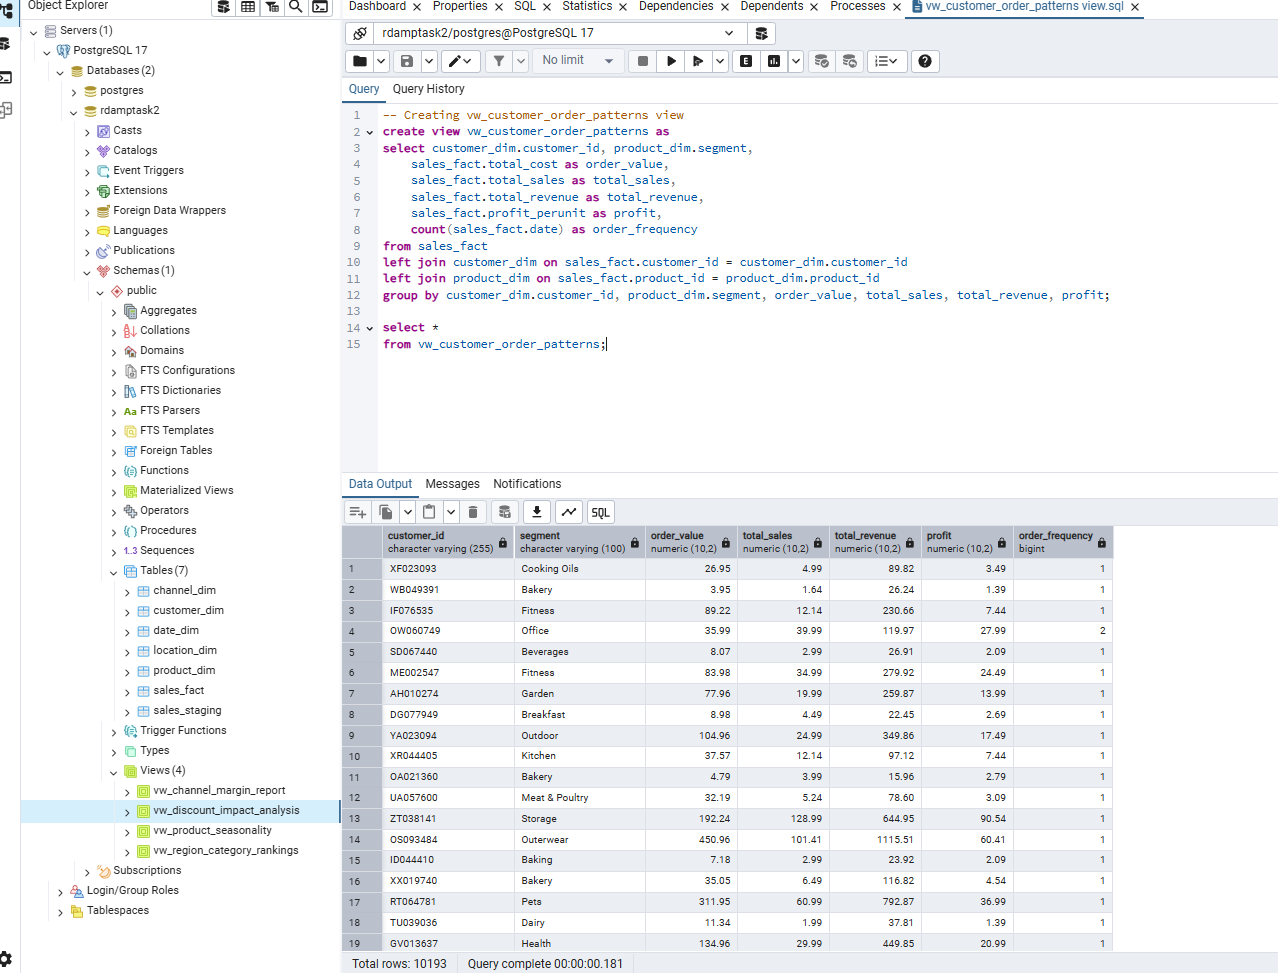 Object Explorer
Servers (1)
PostgreSQL 17
Databases (2)
postgres
rdamptask2
Casts
Catalogs
Event Triggers
Extensions
Foreign Data Wrappers
Languages
Publications
Schemas (1)
public
Aggregates
Collations
Domains
FTS Configurations
FTS Dictionaries
Aa FTS Parsers
FTS Templates
Foreign Tables
Functions
Materialized Views
Operators
Procedures
1..3 Sequences
Tables (7)
channel_dim
customer_dim
date_dim
location_dim
product_dim
sales_fact
sales_staging
Trigger Functions
Types
Views (4)
vw_channel_margin_report
vw_discount_impact_analysis
vw_product_seasonality
vw_region_category_rankings
Subscriptions
Login/Group Roles
Tablespaces
Dashboard Properties SQL Statistics Dependencies Dependents Processes vw_customer_order_patterns view.sql
rdamptask2/postgres@PostgreSQL 17
No limit E
Query Query History
1 -- Creating vw_customer_order_patterns view
2 create view vw_customer_order_patterns as
3 select customer_dim.customer_id, product_dim.segment,
4 sales_fact.total_cost as order_value,
5 sales_fact.total_sales as total_sales,
6 sales_fact.total_revenue as total_revenue,
7 sales_fact.profit_perunit as profit,
8 count(sales_fact.date) as order_frequency
9 from sales_fact
10 left join customer_dim on sales_fact.customer_id = customer_dim.customer_id
11 left join product_dim on sales_fact.product_id = product_dim.product_id
12 group by customer_dim.customer_id, product_dim.segment, order_value, total_sales, total_revenue, profit;
13
14 select *
15 from vw_customer_order_patterns;
Data Output Messages Notifications
SQL
customer_id segment order_value total_sales total_revenue profit order_frequency
character varying (255) character varying (100) numeric (10,2) numeric (10,2) numeric (10,2) numeric (10,2) bigint
1 XF023093 Cooking Oils 26.95 4.99 89.82 3.49 1
2 WB049391 Bakery 3.95 1.64 26.24 1.39 1
3 IF076535 Fitness 89.22 12.14 230.66 7.44 1
4 OW060749 Office 35.99 39.99 119.97 27.99 2
5 SD067440 Beverages 8.07 2.99 26.91 2.09 1
6 ME002547 Fitness 83.98 34.99 279.92 24.49 1
7 AH010274 Garden 77.96 19.99 259.87 13.99 1
8 DG077949 Breakfast 8.98 4.49 22.45 2.69 1
9 YA023094 Outdoor 104.96 24.99 349.86 17.49 1
10 XR044405 Kitchen 37.57 12.14 97.12 7.44 1
11 OA021360 Bakery 4.79 3.99 15.96 2.79 1
12 UA057600 Meat & Poultry 32.19 5.24 78.60 3.09 1
13 ZT038141 Storage 192.24 128.99 644.95 90.54 1
14 OS093484 Outerwear 450.96 101.41 1115.51 60.41 1
15 ID044410 Baking 7.18 2.99 23.92 2.09 1
16 XX019740 Bakery 35.05 6.49 116.82 4.54 1
17 RT064781 Pets 311.95 60.99 792.87 36.99 1
18 TU039036 Dairy 11.34 1.99 37.81 1.39 1
19 GV013637 Health 134.96 29.99 449.85 20.99 1
Total rows: 10193 Query complete 00:00:00.181